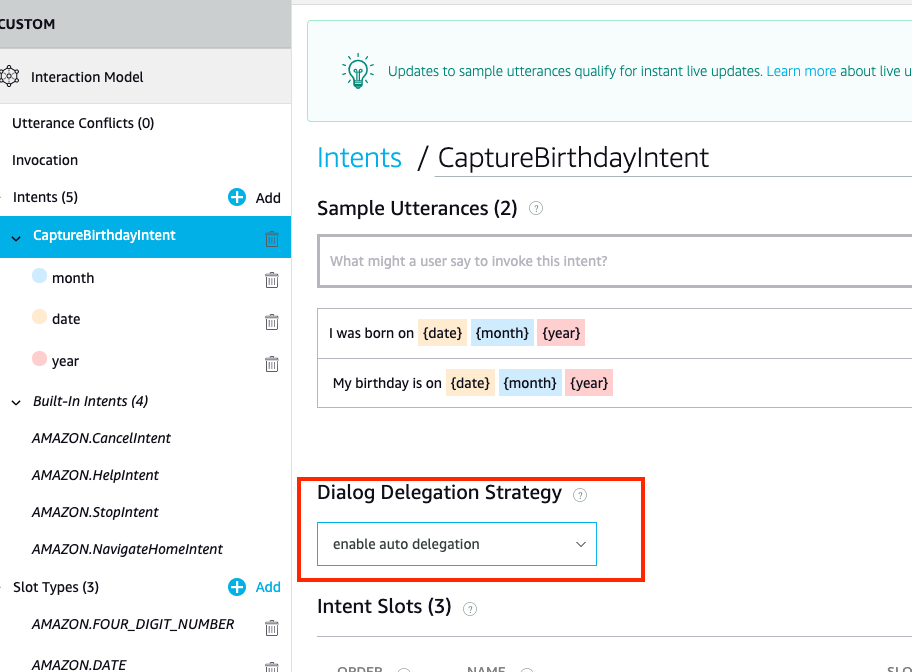 CUSTOM
Interaction Model
Utterance Conflicts (0)
Invocation
Intents (5)
Add
CaptureBirthdayIntent
month
date
year
Built-In Intents (4)
AMAZON.CancelIntent
AMAZON.HelpIntent
AMAZON.StopIntent
AMAZON.NavigateHomeIntent
Slot Types (3)
Add
AMAZON.FOUR_DIGIT_NUMBER
AMAZON.DATE
Updates to sample utterances qualify for instant live updates. Learn more about live u
Intents / CaptureBirthdayIntent
Sample Utterances (2) ?
What might a user say to invoke this intent?
I was born on {date} {month} {year}
My birthday is on {date} {month} {year}
Dialog Delegation Strategy ?
enable auto delegation
Intent Slots (3) ?
ORDER NAME SLO